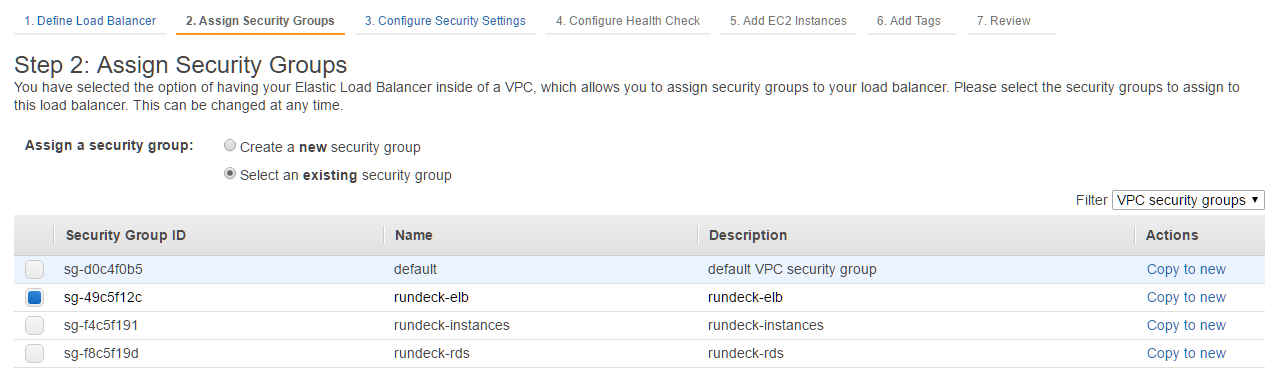 1. Define Load Balancer 2. Assign Security Groups 3. Configure Security Settings 4. Configure Health Check 5. Add EC2 Instances 6. Add Tags 7. Review
Step 2: Assign Security Groups
You have selected the option of having your Elastic Load Balancer inside of a VPC, which allows you to assign security groups to your load balancer. Please select the security groups to assign to
this load balancer. This can be changed at any time.
Assign a security group: Create a new security group
Select an existing security group
Filter VPC security groups
Security Group ID Name Description Actions
sg-d0c4f0b5 default default VPC security group Copy to new
sg-49c5f12c rundeck-elb rundeck-elb Copy to new
sg-f4c5f191 rundeck-instances rundeck-instances Copy to new
sg-f8c5f19d rundeck-rds rundeck-rds Copy to new